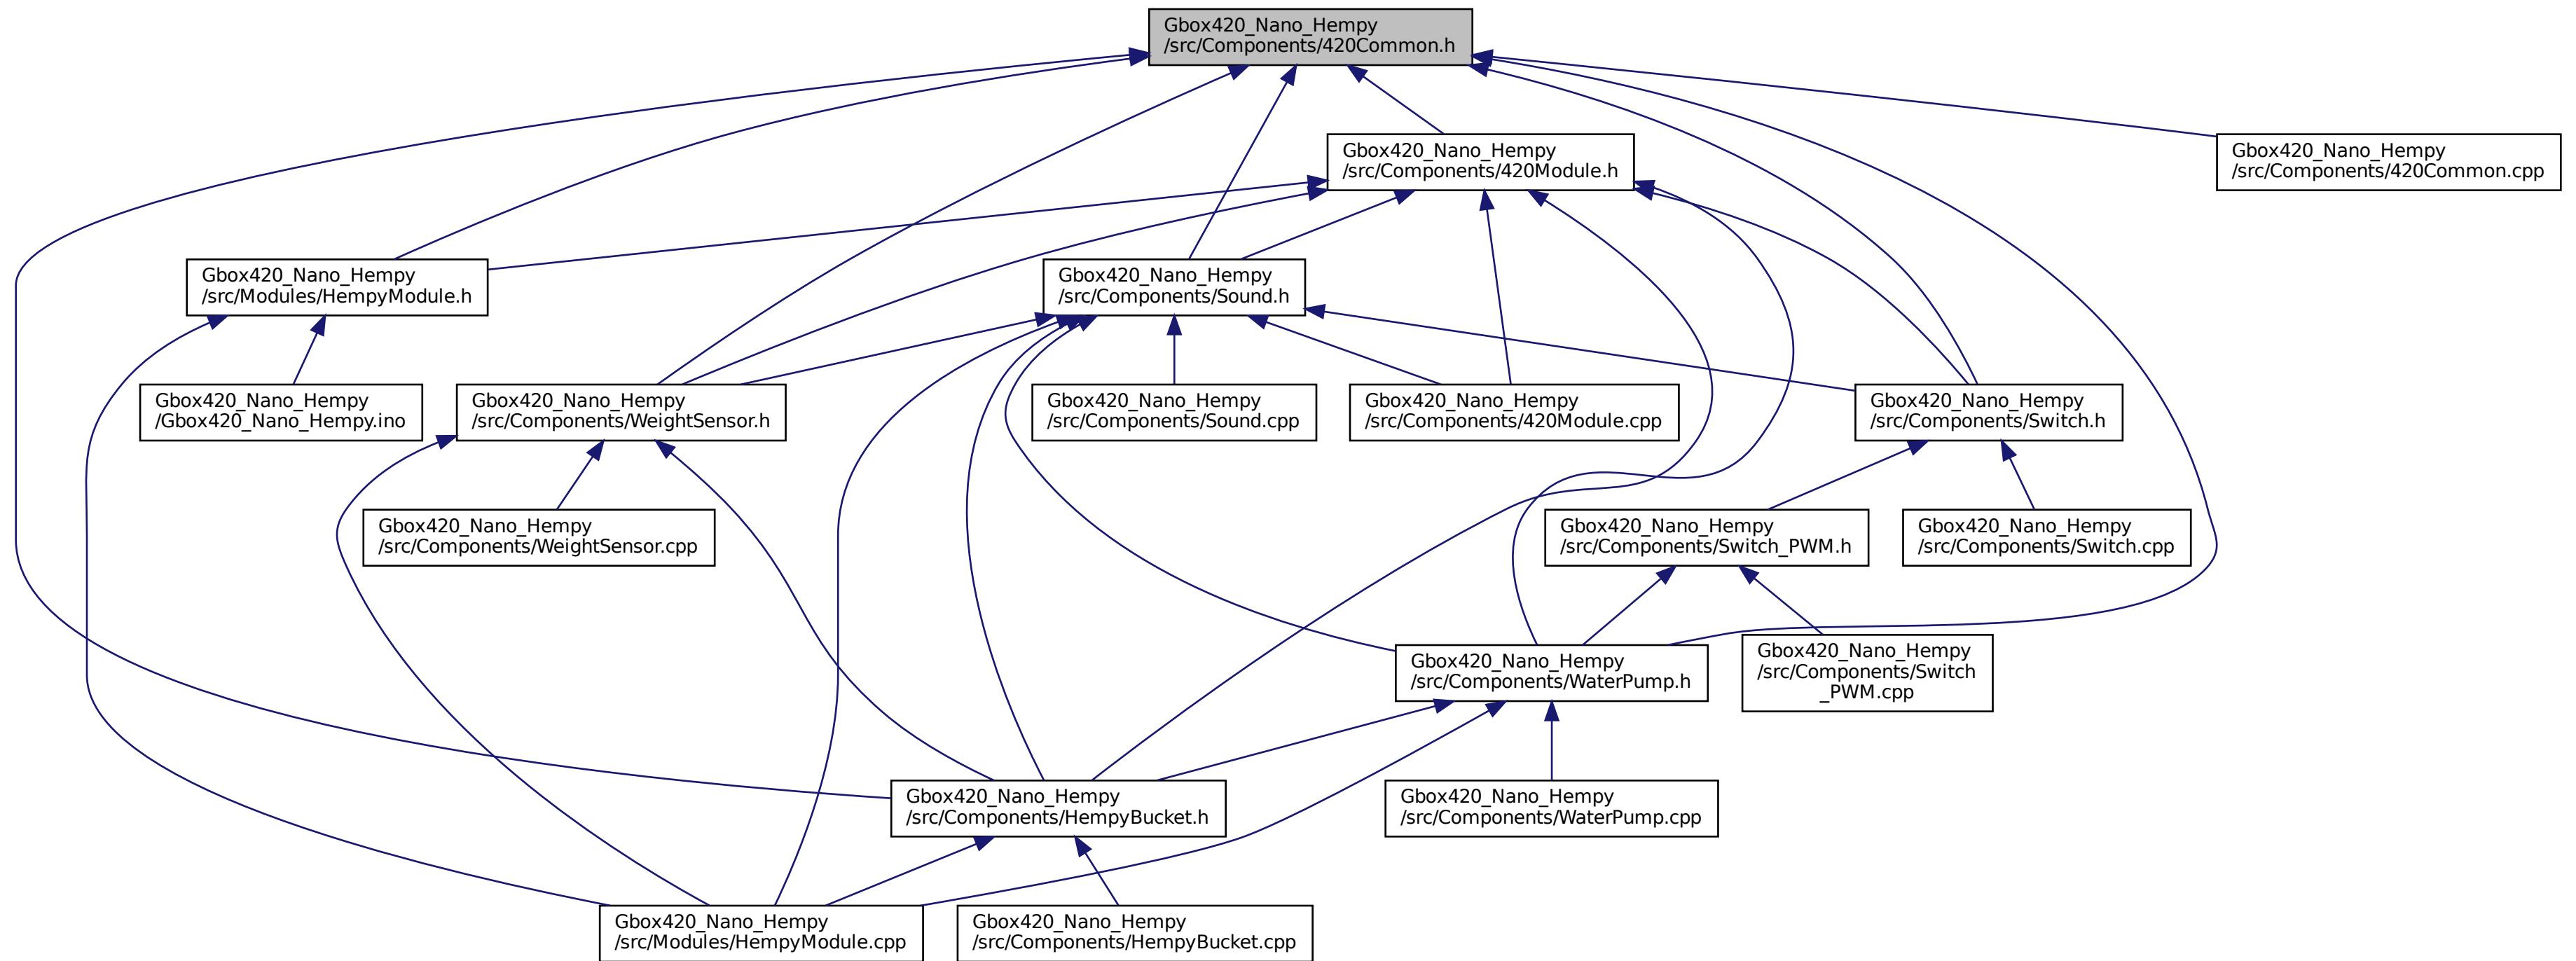 Gbox420_Nano_Hempy
/src/Components/420Common.h
Gbox420_Nano_Hempy
/src/Components/420Module.h
Gbox420_Nano_Hempy
/src/Components/420Common.cpp
Gbox420_Nano_Hempy
/src/Modules/HempyModule.h
Gbox420_Nano_Hempy
/src/Components/Sound.h
Gbox420_Nano_Hempy
/Gbox420_Nano_Hempy.ino
Gbox420_Nano_Hempy
/src/Components/WeightSensor.h
Gbox420_Nano_Hempy
/src/Components/Sound.cpp
Gbox420_Nano_Hempy
/src/Components/420Module.cpp
Gbox420_Nano_Hempy
/src/Components/Switch.h
Gbox420_Nano_Hempy
/src/Components/WeightSensor.cpp
Gbox420_Nano_Hempy
/src/Components/Switch_PWM.h
Gbox420_Nano_Hempy
/src/Components/Switch.cpp
Gbox420_Nano_Hempy
/src/Components/WaterPump.h
Gbox420_Nano_Hempy
/src/Components/Switch
_PWM.cpp
Gbox420_Nano_Hempy
/src/Components/HempyBucket.h
Gbox420_Nano_Hempy
/src/Components/WaterPump.cpp
Gbox420_Nano_Hempy
/src/Modules/HempyModule.cpp
Gbox420_Nano_Hempy
/src/Components/HempyBucket.cpp